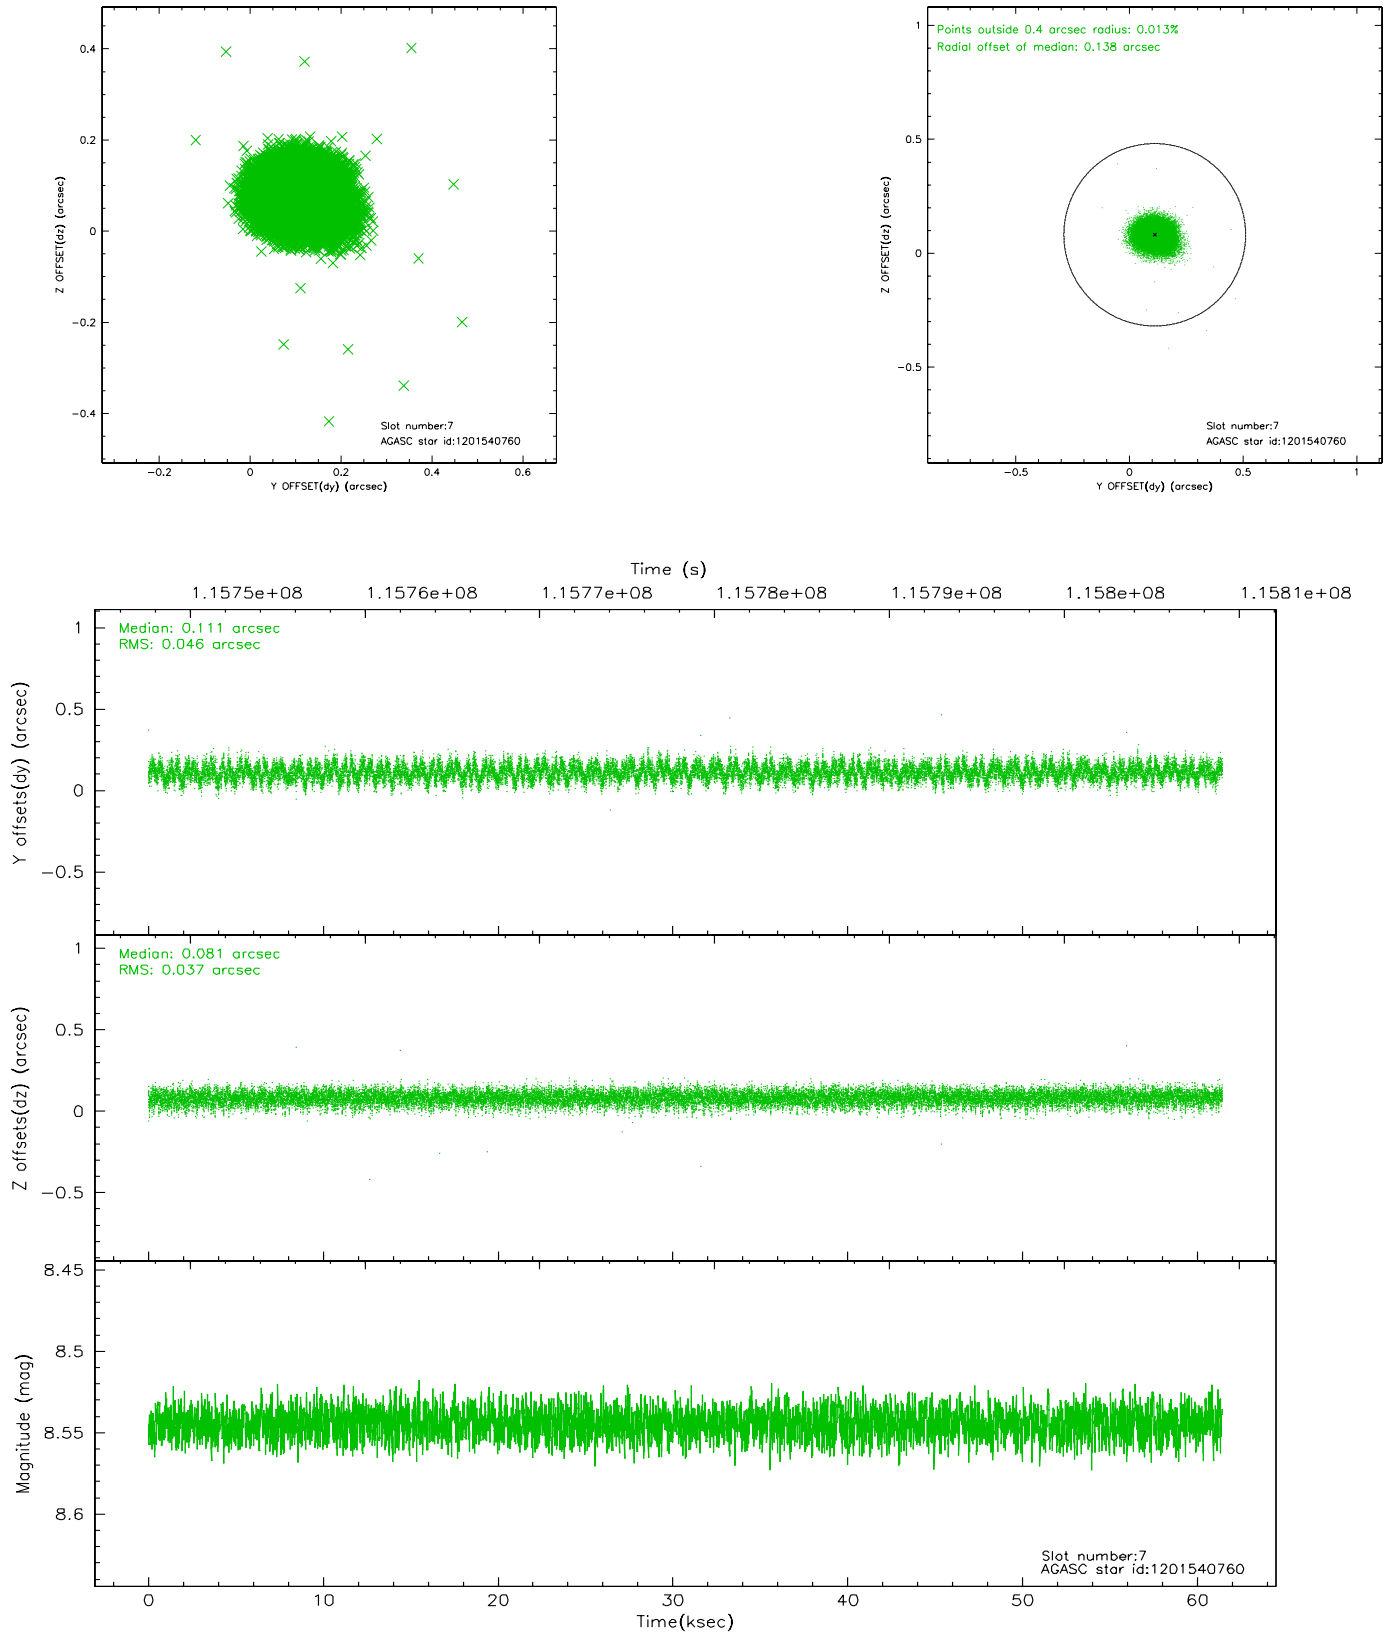 0.4
0.2
0
−0.2
−0.4
−0.2
0
0.2
0.4
0.6
Z OFFSET(dz) (arcsec)
Y OFFSET(dy) (arcsec)
Slot number:7
AGASC star id:1201540760
Points outside 0.4 arcsec radius: 0.013%
Radial offset of median: 0.138 arcsec
1
0.5
0
−0.5
−0.5
0
0.5
1
Z OFFSET(dz) (arcsec)
Y OFFSET(dy) (arcsec)
Slot number:7
AGASC star id:1201540760
Time (s)
1.1575e+08 1.1576e+08 1.1577e+08 1.1578e+08 1.1579e+08 1.158e+08 1.1581e+08
Median: 0.111 arcsec
RMS: 0.046 arcsec
1
0.5
0
−0.5
Y offsets(dy) (arcsec)
Median: 0.081 arcsec
RMS: 0.037 arcsec
1
0.5
0
−0.5
Z offsets(dz) (arcsec)
8.45
8.5
8.55
8.6
Magnitude (mag)
Slot number:7
AGASC star id:1201540760
0 10 20 30 40 50 60
Time(ksec)